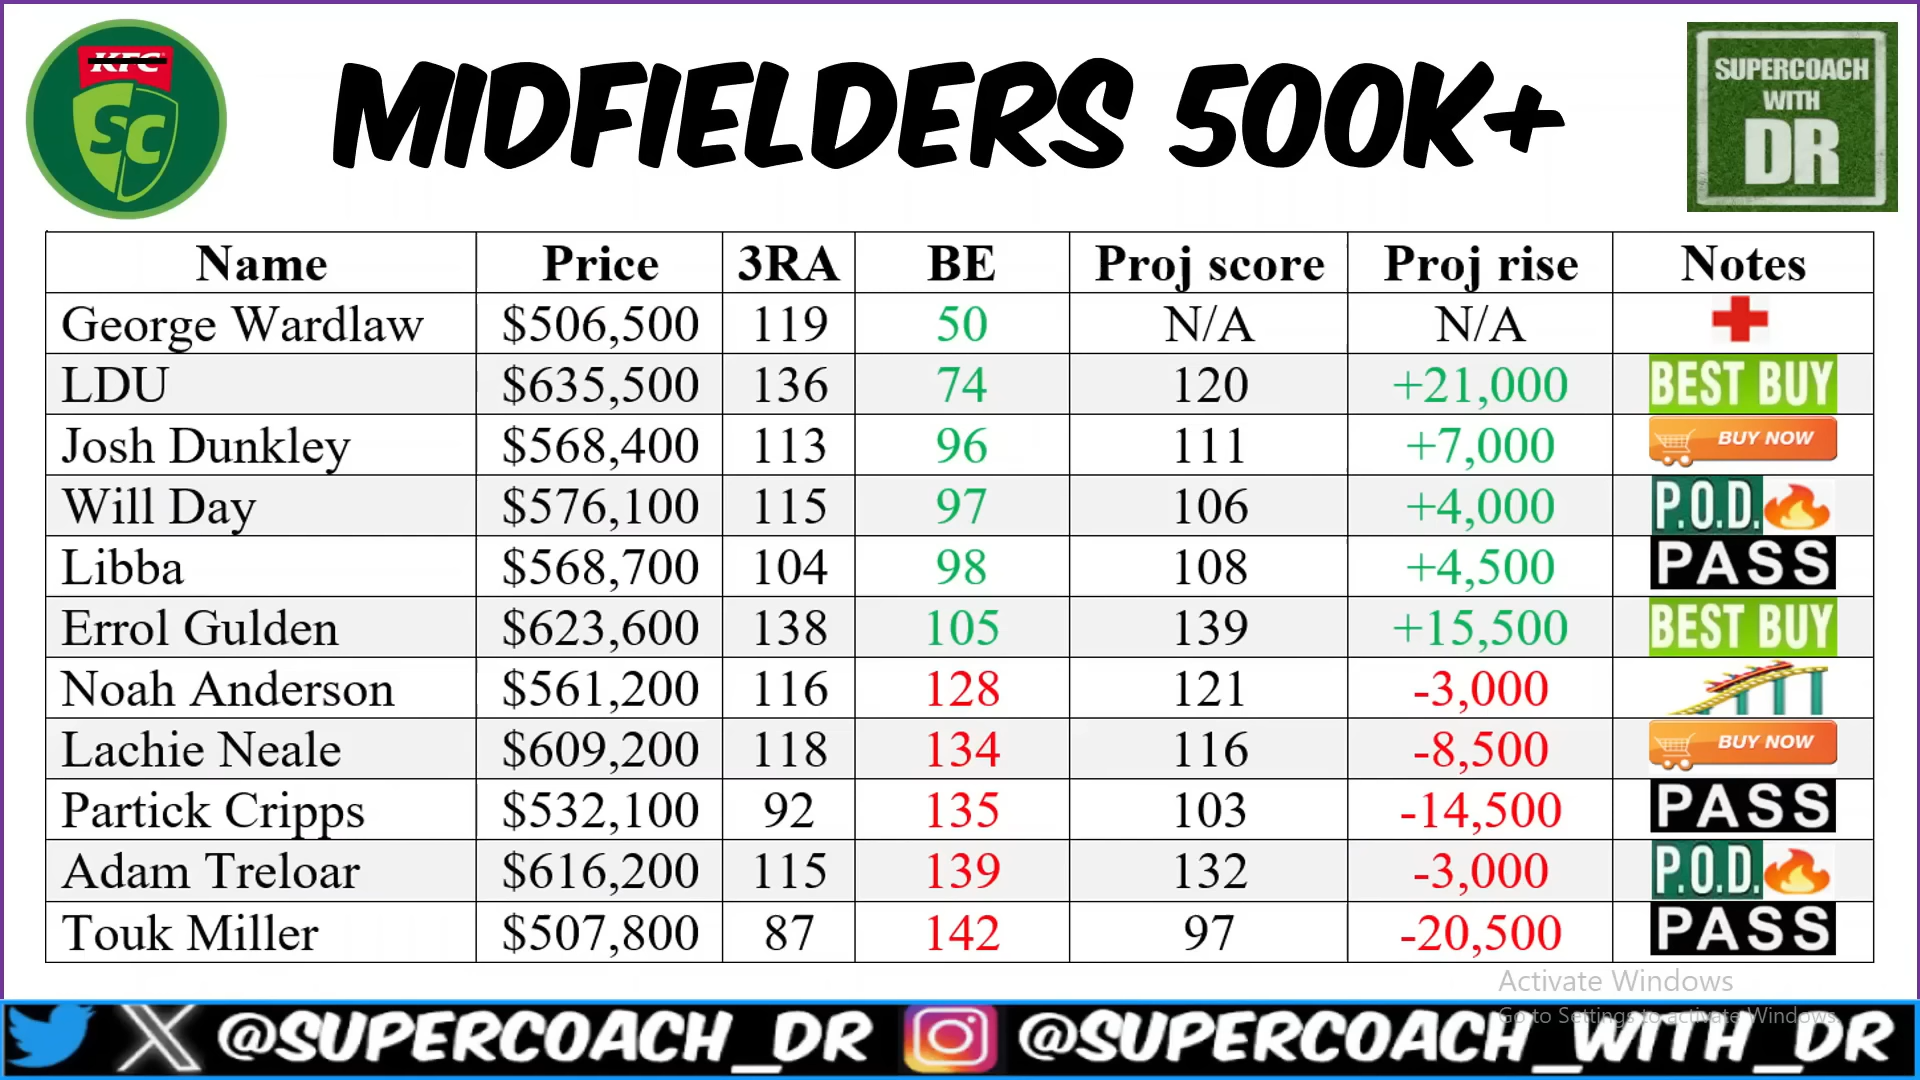 KFC
SC
MIDFIELDERS 500K+
SUPERCOACH
WITH
DR
Name Price 3RA BE Proj score Proj rise Notes
George Wardlaw $506,500 119 50 N/A N/A
LDU $635,500 136 74 120 +21,000 BEST BUY
Josh Dunkley $568,400 113 96 111 +7,000 BUY NOW
Will Day $576,100 115 97 106 +4,000 P.O.D.
Libba $568,700 104 98 108 +4,500 PASS
Errol Gulden $623,600 138 105 139 +15,500 BEST BUY
Noah Anderson $561,200 116 128 121 -3,000
Lachie Neale $609,200 118 134 116 -8,500 BUY NOW
Partick Cripps $532,100 92 135 103 -14,500 PASS
Adam Treloar $616,200 115 139 132 -3,000 P.O.D.
Touk Miller $507,800 87 142 97 -20,500 PASS
Activate Windows
Go to Settings to activate Windows.
@SUPERCOACH_DR @SUPERCOACH_WITH_DR